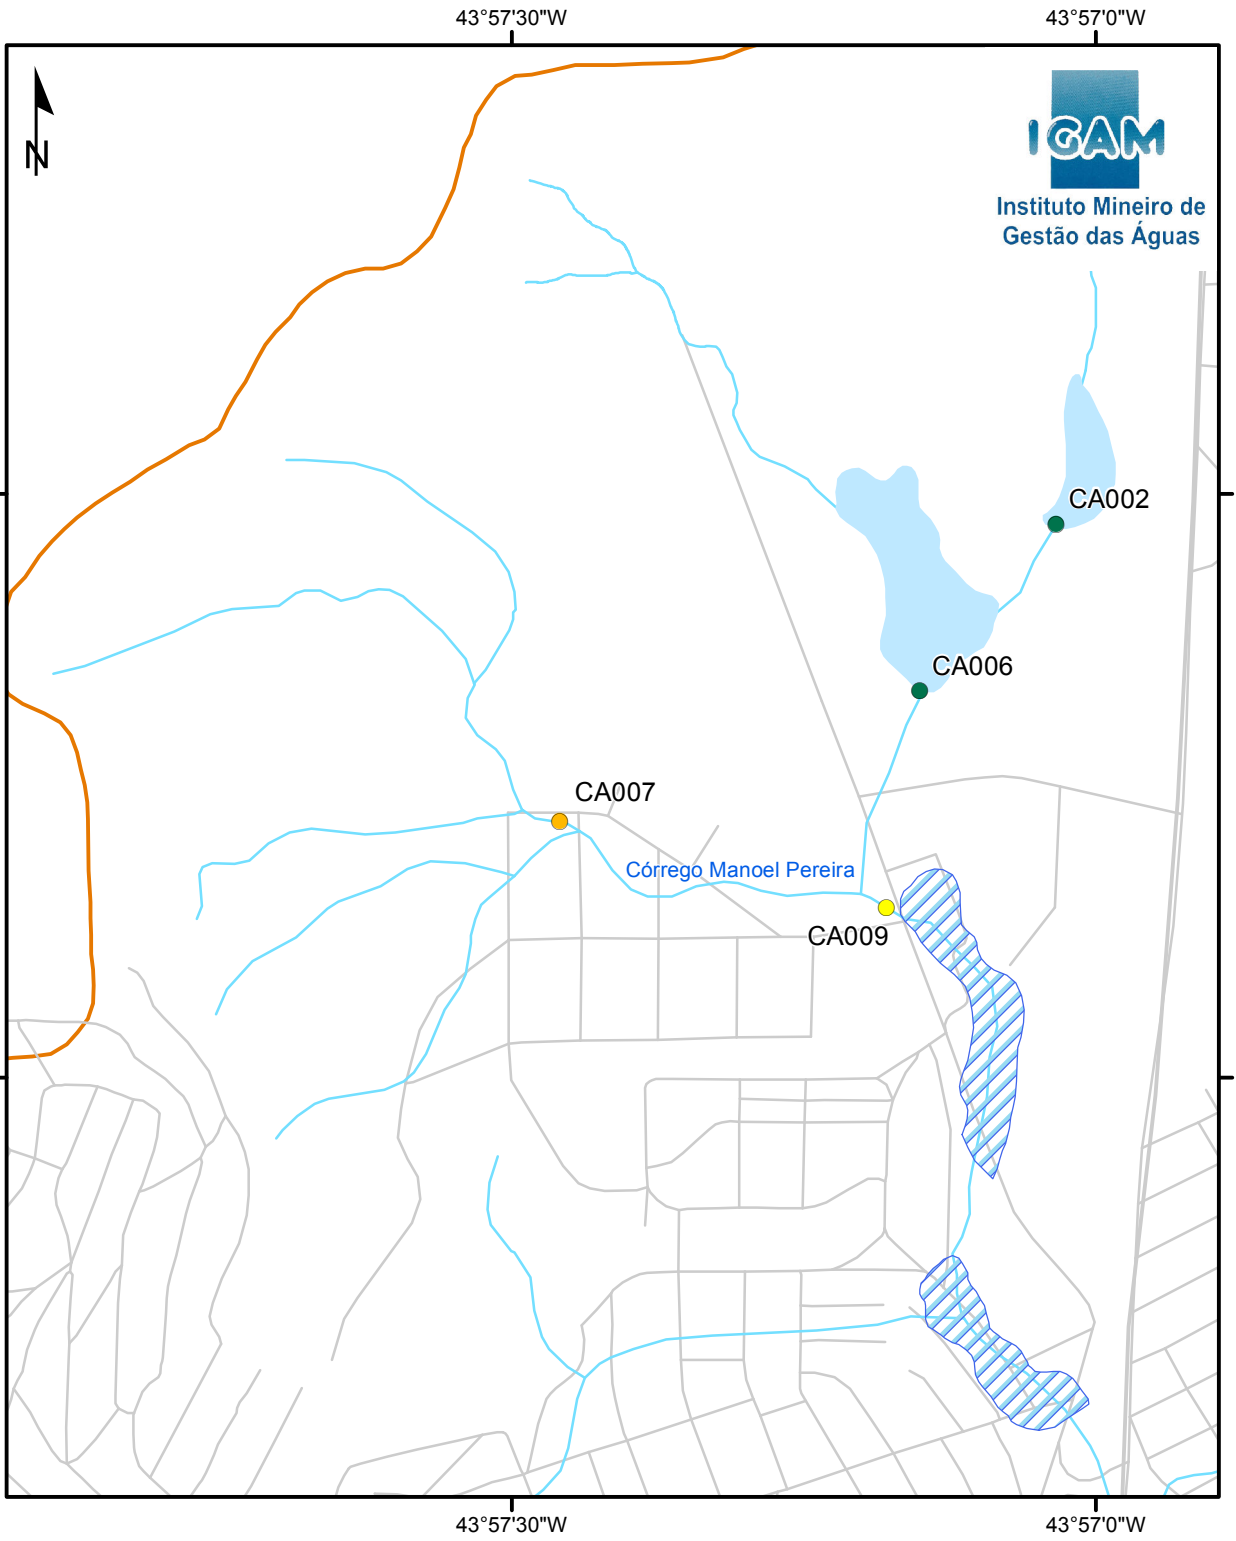 43°57'30"W
43°57'0"W
N
IGAM
Instituto Mineiro de
Gestão das Águas
CA002
CA006
CA007
Córrego Manoel Pereira
CA009
43°57'30"W
43°57'0"W